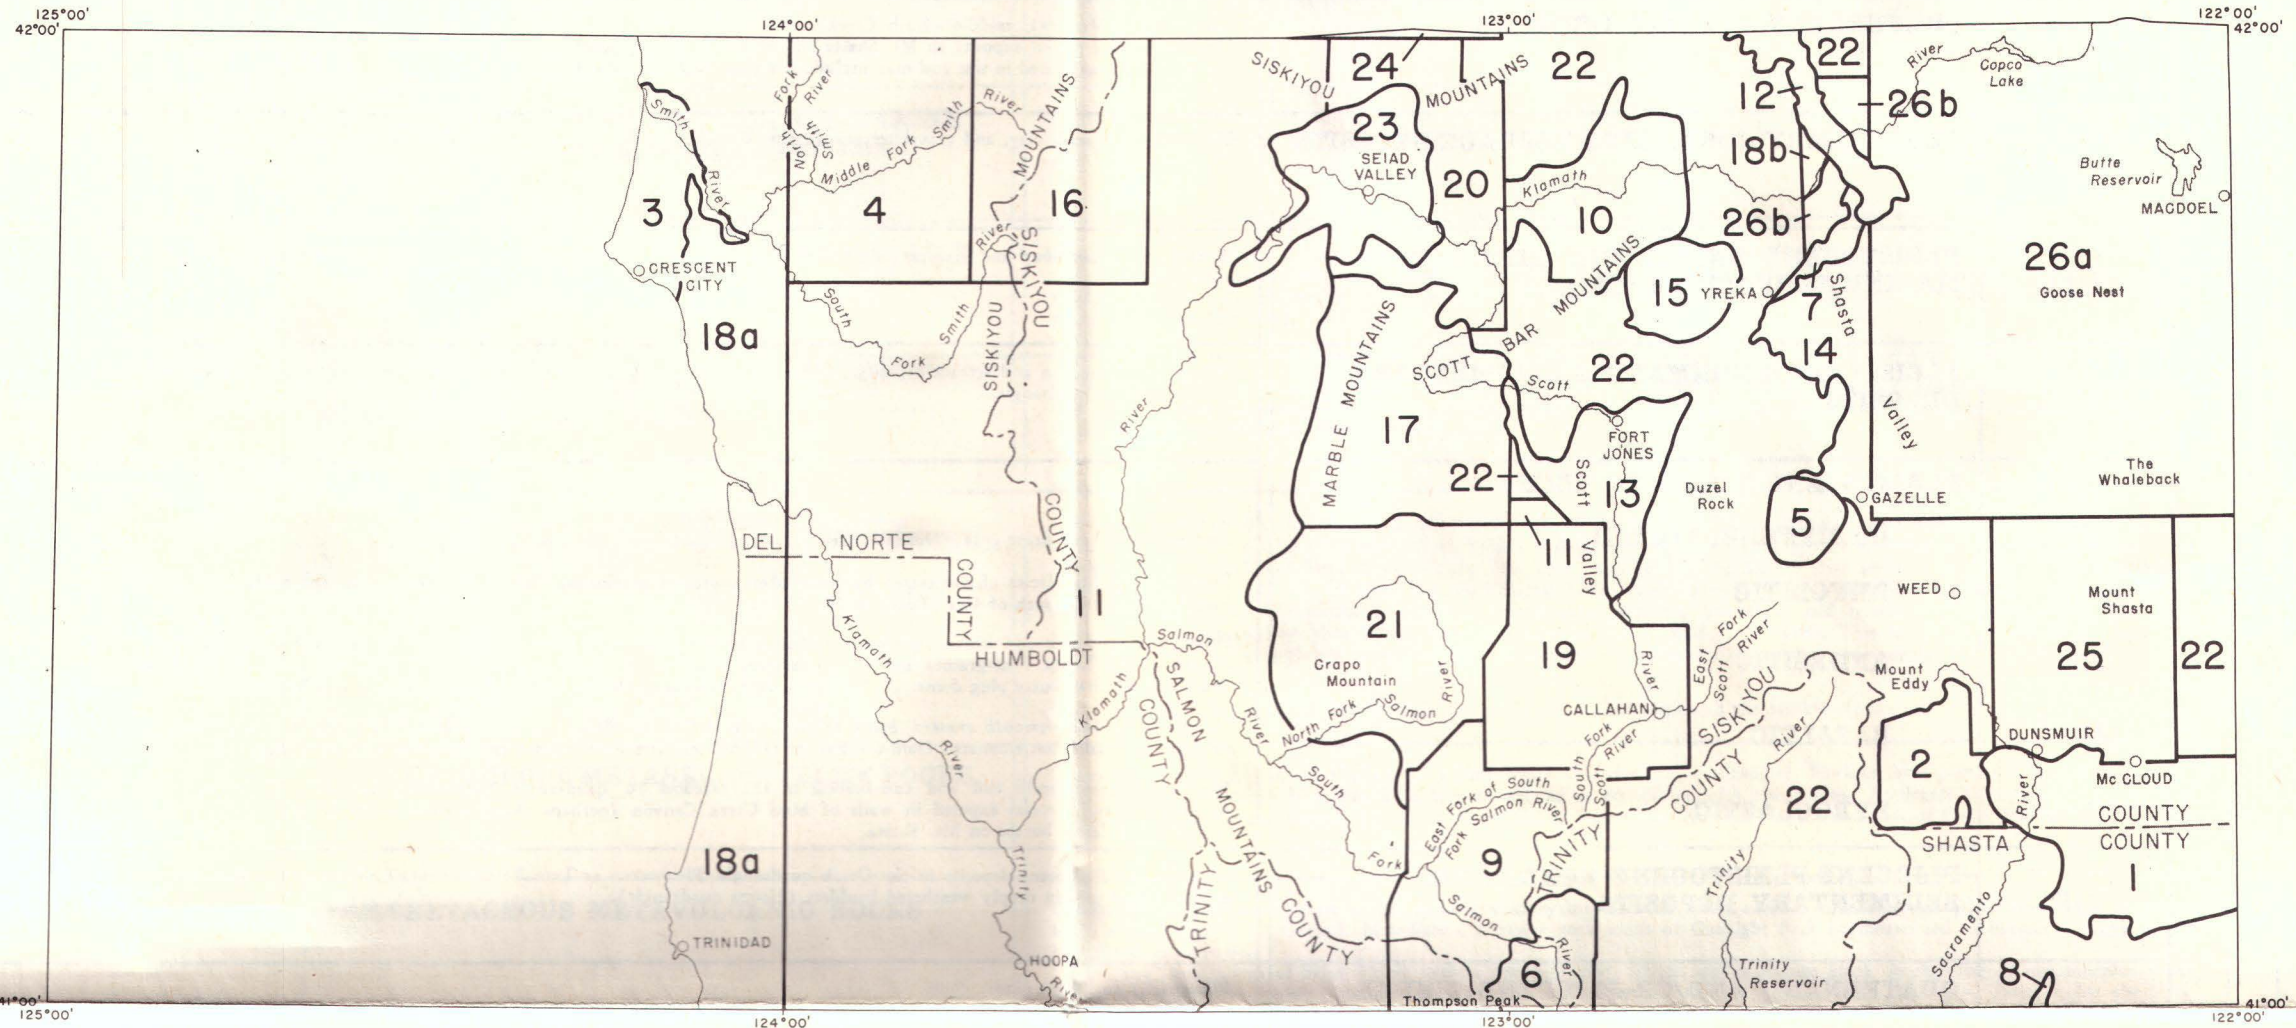 125°00'
42°00'
124°00'
123°00'
122°00'
42°00'
Smith
River
North
Fork
Smith
River
Middle Fork Smith River
SISKIYOU MOUNTAINS
3
4
16
CRESCENT
CITY
18a
South
Fork
Smith
River
SISKIYOU
SISKIYOU
COUNTY
SISKIYOU MOUNTAINS
24
22
23
SEIAD
VALLEY
20
Klamath
River
10
12
22
26b
18b
26b
River
Copco
Lake
Butte
Reservoir
MACDOEL
26a
Goose Nest
15
YREKA
7
Shasta
Valley
14
SCOTT BAR MOUNTAINS
MARBLE MOUNTAINS
17
Scott
22
FORT
JONES
22
Scott
Valley
13
Duzel
Rock
5
GAZELLE
The
Whaleback
DEL NORTE
COUNTY
HUMBOLDT
11
11
WEED
Mount
Shasta
25
22
Klamath
River
Salmon
River
Klamath
21
Crapo
Mountain
North Fork Salmon River
19
River
CALLAHAN
East Fork
Scott River
Mount
Eddy
SALMON MOUNTAINS
COUNTY
South
Fork
South Fork
Scott River
SISKIYOU
COUNTY
River
2
DUNSMUIR
Mc CLOUD
River
22
COUNTY
SHASTA COUNTY
1
East Fork of South
Fork Salmon River
9
TRINITY
18a
Trinity
TRINITY
COUNTY
Salmon
River
Trinity
Sacramento
TRINIDAD
HOOPA
River
6
Thompson Peak
Trinity
Reservoir
8
41°00'
125°00'
124°00'
123°00'
41°00'
122°00'